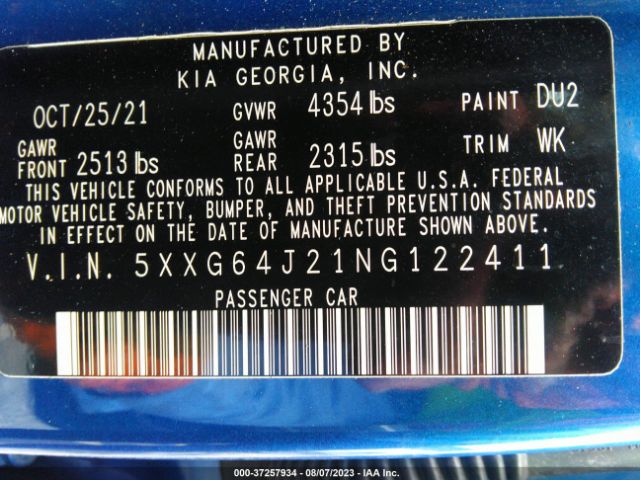 MANUFACTURED BY
KIA GEORGIA, INC.
OCT/25/21 GVWR 4354 lbs PAINT DU2
GAWR FRONT 2513 lbs GAWR REAR 2315 lbs TRIM WK
THIS VEHICLE CONFORMS TO ALL APPLICABLE U.S.A. FEDERAL
MOTOR VEHICLE SAFETY, BUMPER, AND THEFT PREVENTION STANDARDS
IN EFFECT ON THE DATE OF MANUFACTURE SHOWN ABOVE.
V.I.N. 5XXG64J21NG122411
PASSENGER CAR
000-37257934 - 08/07/2023 - IAA Inc.